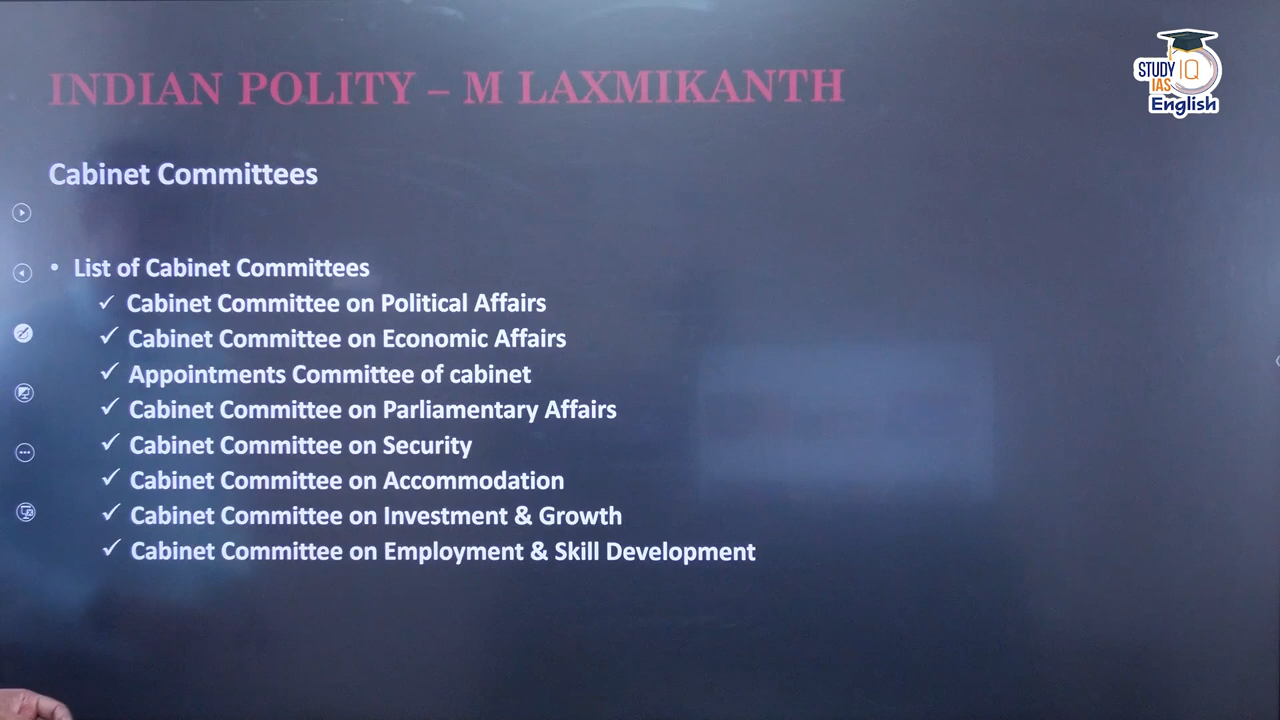 INDIAN POLITY – M LAXMIKANTH
STUDY IQ
IAS
English
Cabinet Committees
• List of Cabinet Committees
✓ Cabinet Committee on Political Affairs
✓ Cabinet Committee on Economic Affairs
✓ Appointments Committee of cabinet
✓ Cabinet Committee on Parliamentary Affairs
✓ Cabinet Committee on Security
✓ Cabinet Committee on Accommodation
✓ Cabinet Committee on Investment & Growth
✓ Cabinet Committee on Employment & Skill Development